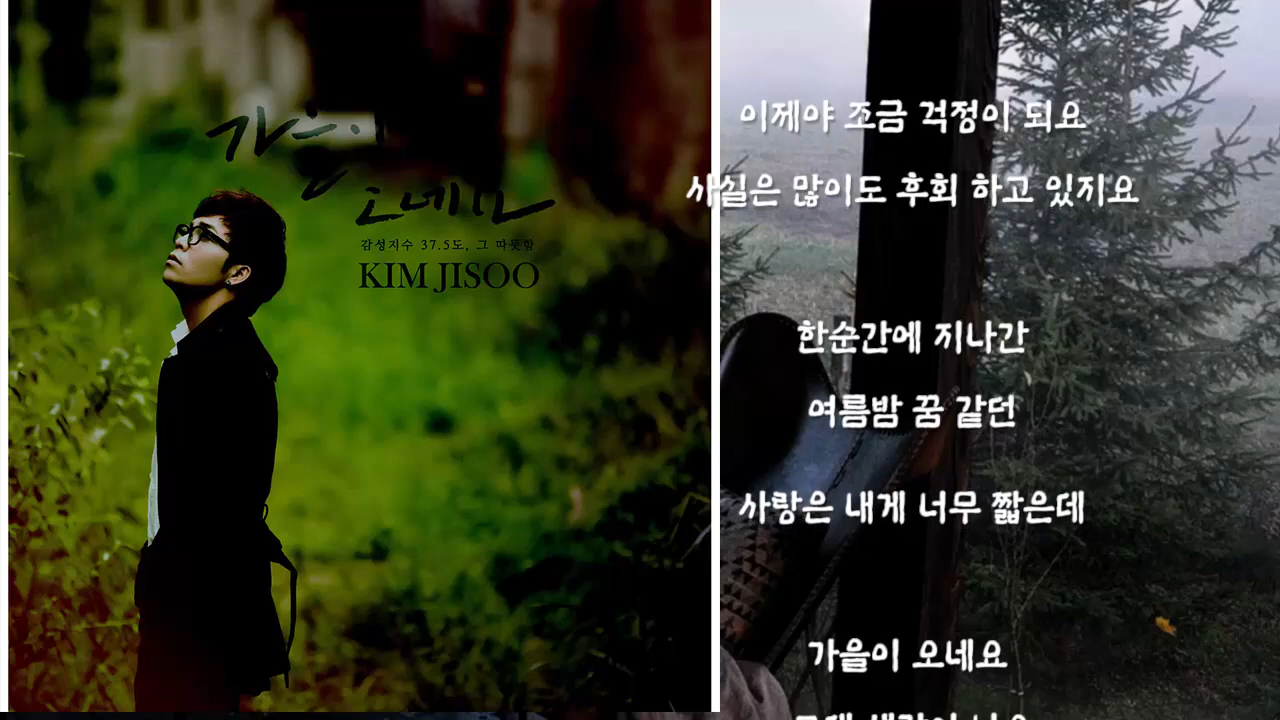 가을이
오네요
감성지수 37.5도, 그 따뜻함
KIM JISOO
이제야 조금 걱정이 되요
사실은 많이도 후회 하고 있지요
한순간에 지나간
여름밤 꿈 같던
사랑은 내게 너무 짧은데
가을이 오네요